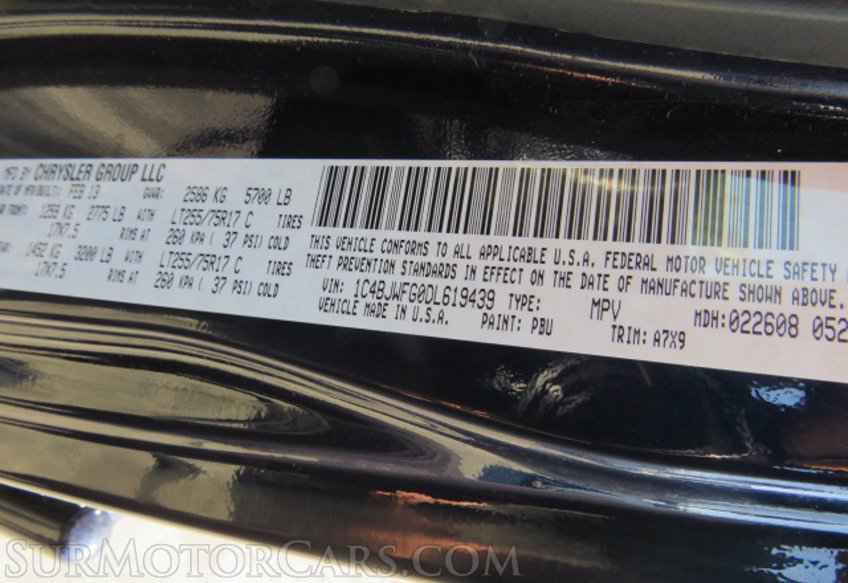 MFD BY CHRYSLER GROUP LLC
DATE OF MFR(BUILT): FEB 13 GVWR: 2586 KG 5700 LB
FRONT: 1259 KG 2775 LB WITH LT255/75R17 C TIRES
17X7.5 RIMS AT 260 KPA ( 37 PSI) COLD
1452 KG 3200 LB WITH LT255/75R17 C TIRES
17X7.5 RIMS AT 260 KPA ( 37 PSI) COLD
THIS VEHICLE CONFORMS TO ALL APPLICABLE U.S.A. FEDERAL MOTOR VEHICLE SAFETY
THEFT PREVENTION STANDARDS IN EFFECT ON THE DATE OF MANUFACTURE SHOWN ABOVE.
VIN: 1C4BJWFG0DL619439 TYPE: MPV MDH:022608 052
VEHICLE MADE IN U.S.A. PAINT: PBU TRIM: A7X9
SURMOTORCARS.COM